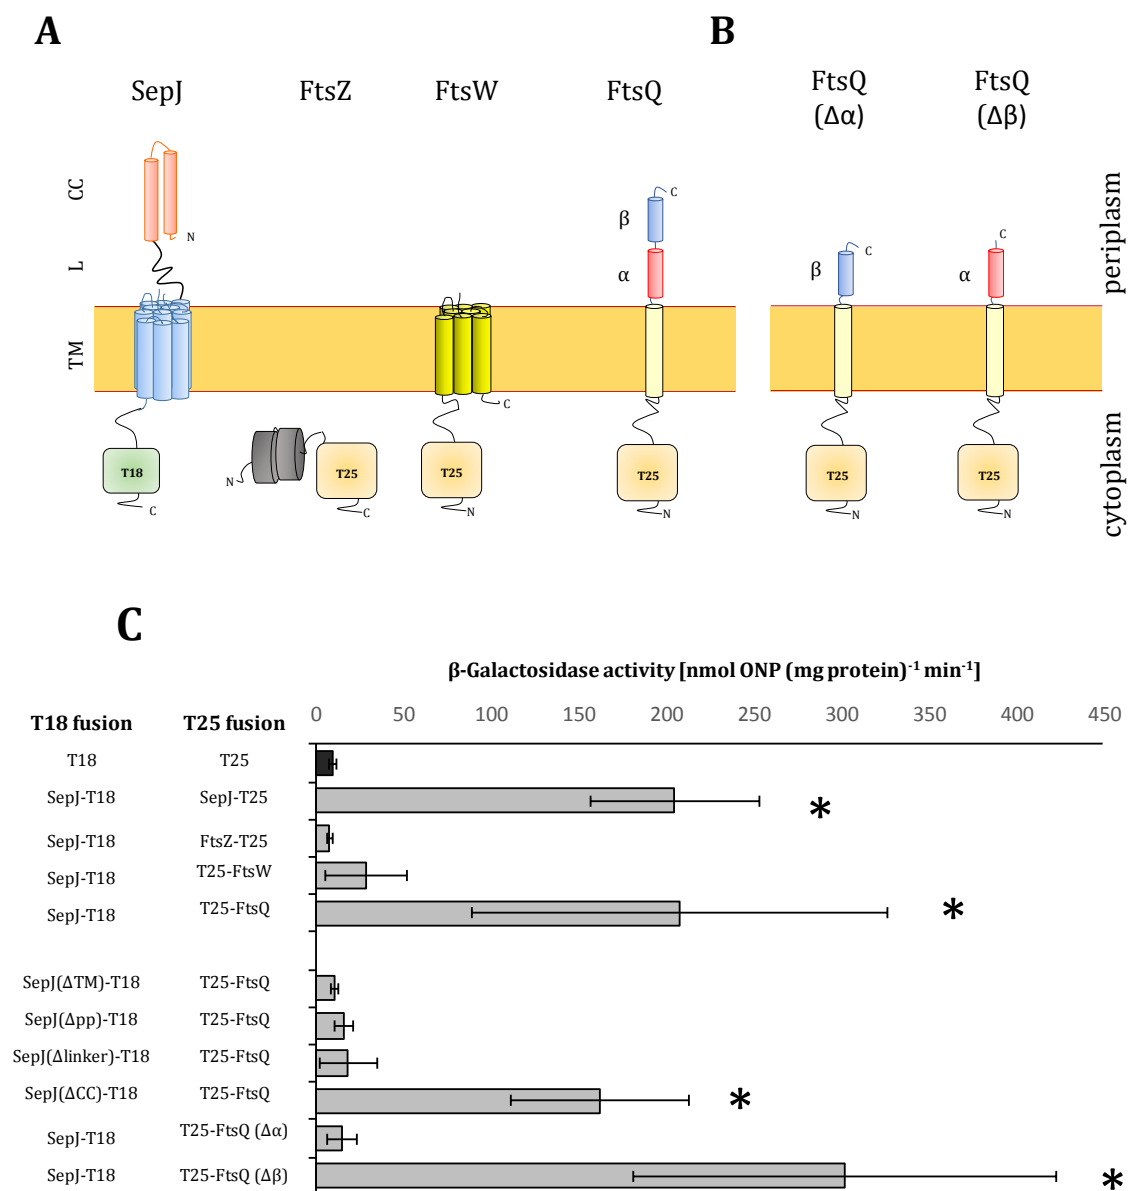 A
B
SepJ
FtsZ
FtsW
FtsQ
FtsQ
(Δα)
FtsQ
(Δβ)
CC
L
TM
N
β
C
α
β
C
α
C
periplasm
cytoplasm
C
T18
C
N
T25
C
T25
N
T25
N
T25
N
T25
N
C
β-Galactosidase activity [nmol ONP (mg protein)⁻¹ min⁻¹]
T18 fusion T25 fusion 0 50 100 150 200 250 300 350 400 450
T18 T25
SepJ-T18 SepJ-T25 *
SepJ-T18 FtsZ-T25
SepJ-T18 T25-FtsW
SepJ-T18 T25-FtsQ *
SepJ(ΔTM)-T18 T25-FtsQ
SepJ(Δpp)-T18 T25-FtsQ
SepJ(Δlinker)-T18 T25-FtsQ
SepJ(ΔCC)-T18 T25-FtsQ *
SepJ-T18 T25-FtsQ (Δα)
SepJ-T18 T25-FtsQ (Δβ) *